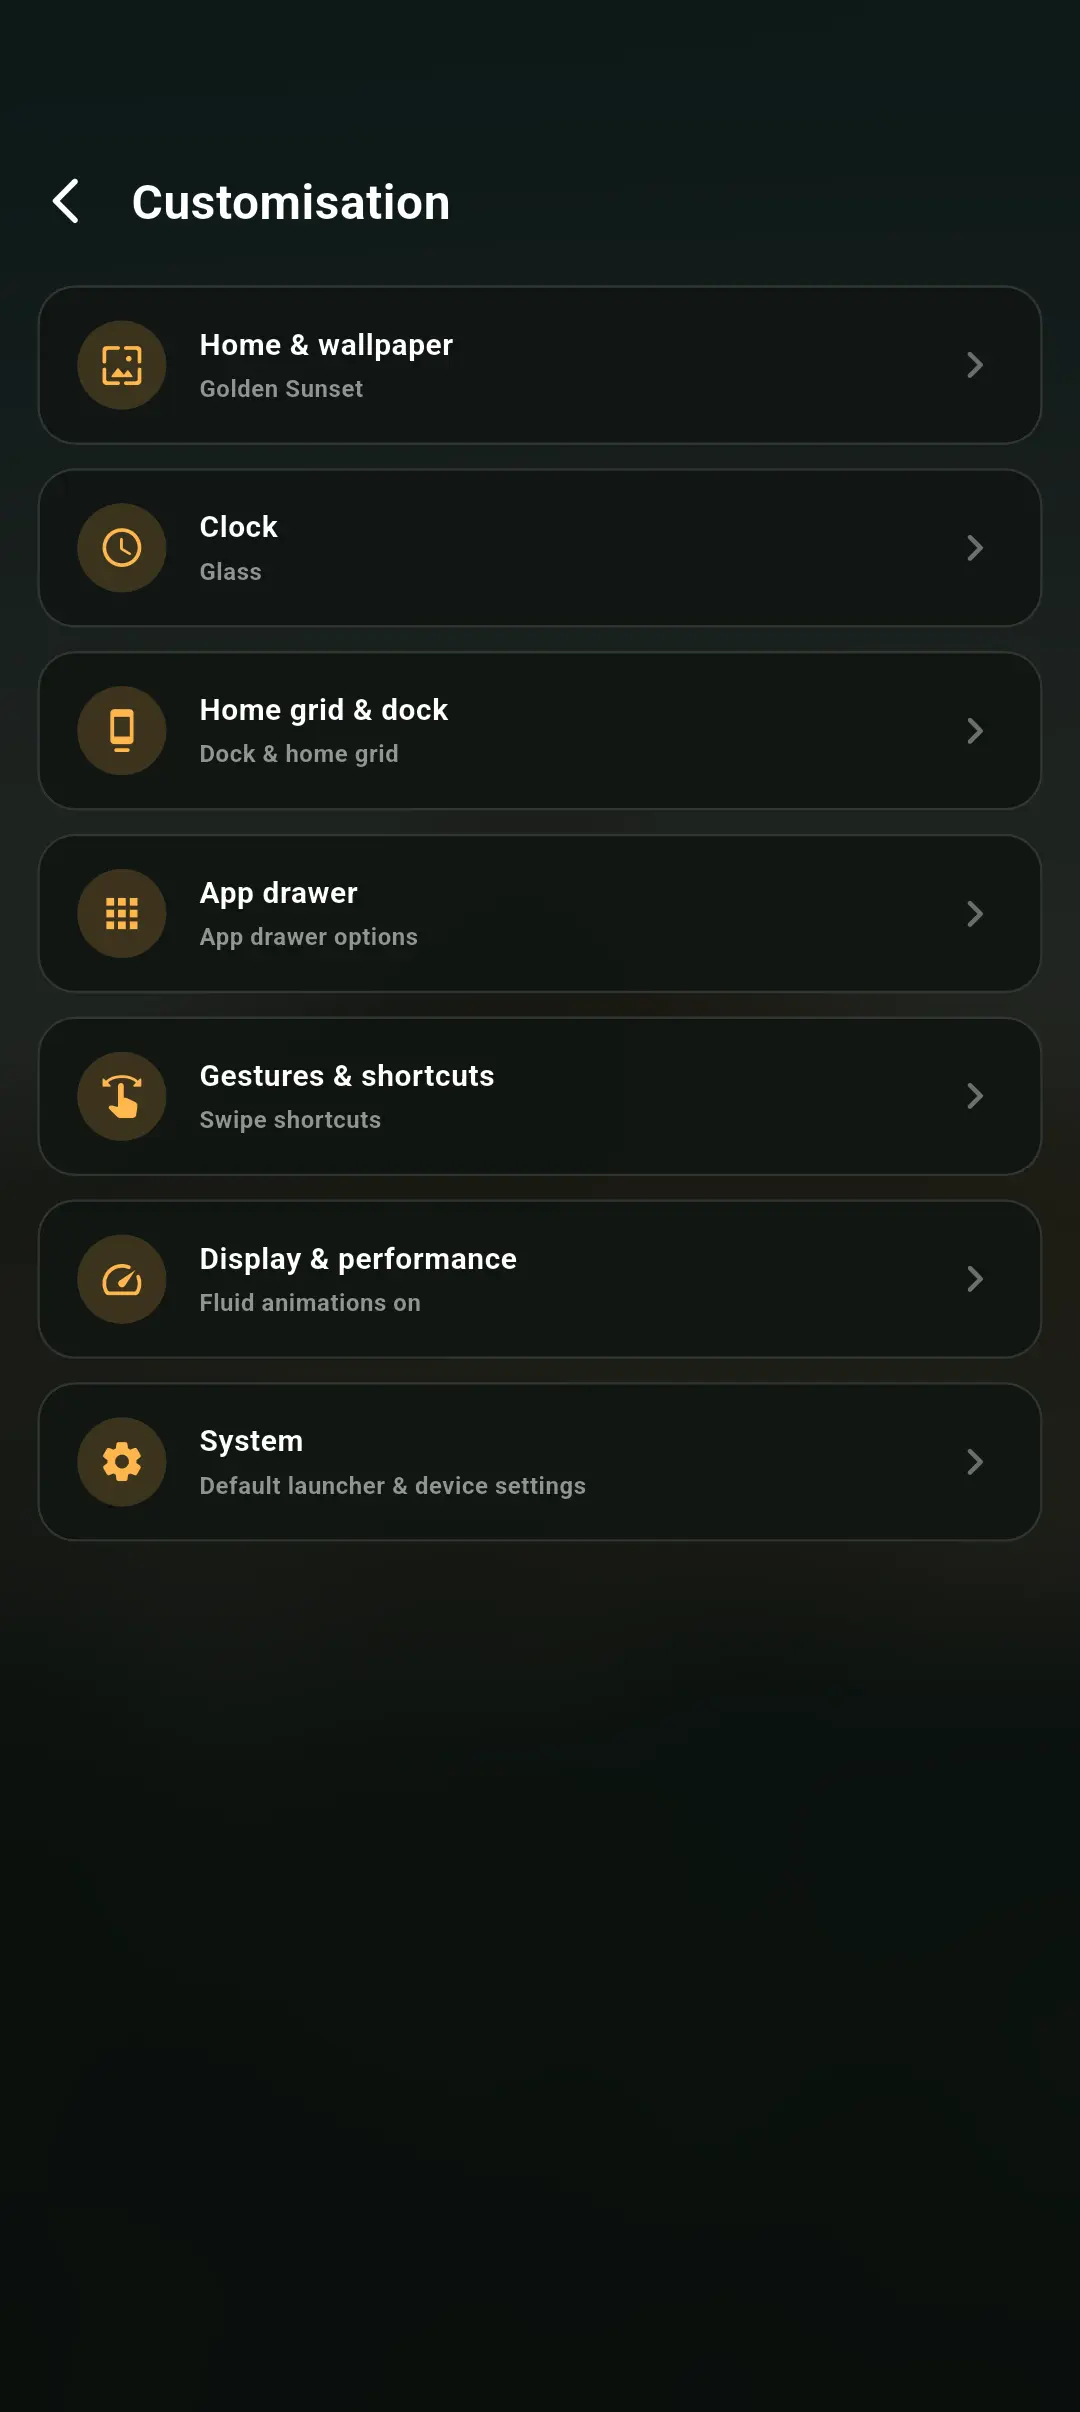 Customisation
Home & wallpaper
Golden Sunset
Clock
Glass
Home grid & dock
Dock & home grid
App drawer
App drawer options
Gestures & shortcuts
Swipe shortcuts
Display & performance
Fluid animations on
System
Default launcher & device settings